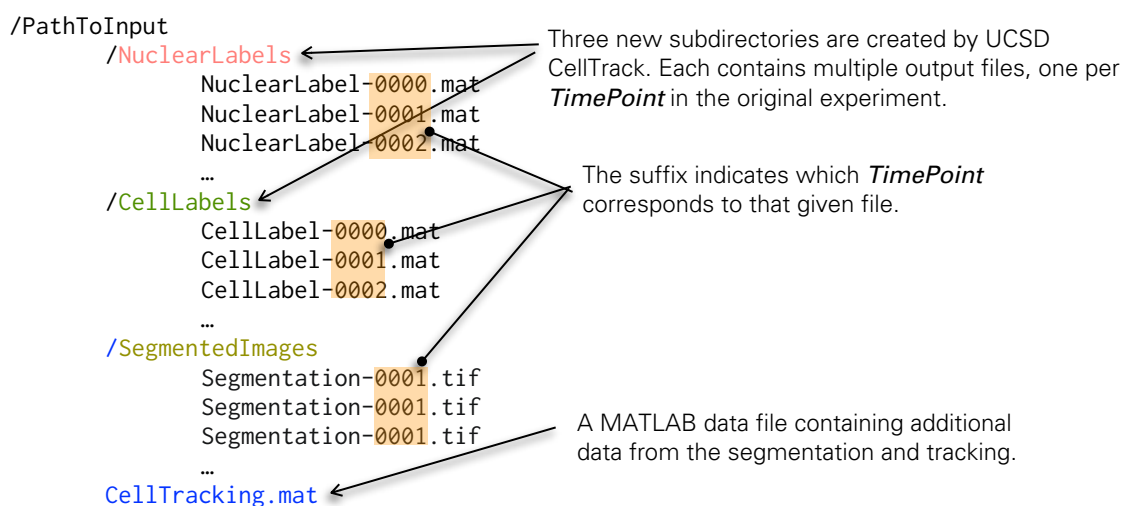 /PathToInput
/NuclearLabels
NuclearLabel-0000.mat
NuclearLabel-0001.mat
NuclearLabel-0002.mat
…
/CellLabels
CellLabel-0000.mat
CellLabel-0001.mat
CellLabel-0002.mat
…
/SegmentedImages
Segmentation-0001.tif
Segmentation-0001.tif
Segmentation-0001.tif
…
CellTracking.mat
Three new subdirectories are created by UCSD
CellTrack. Each contains multiple output files, one per
TimePoint in the original experiment.
The suffix indicates which TimePoint
corresponds to that given file.
A MATLAB data file containing additional
data from the segmentation and tracking.